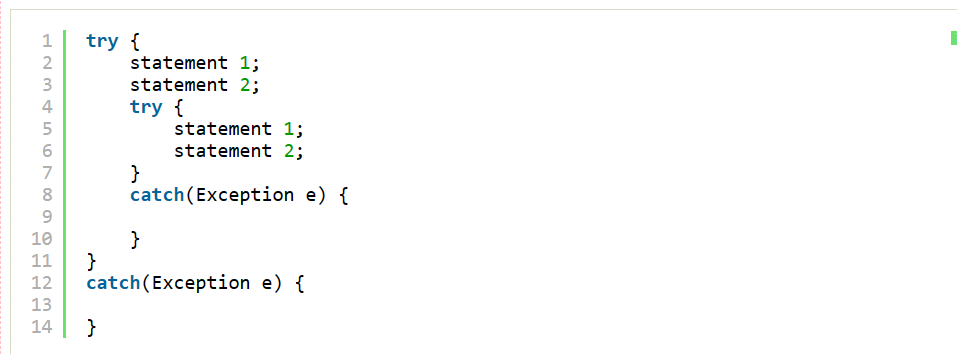 1 try {
2     statement 1;
3     statement 2;
4     try {
5         statement 1;
6         statement 2;
7     }
8     catch(Exception e) {
9
10     }
11 }
12 catch(Exception e) {
13
14 }